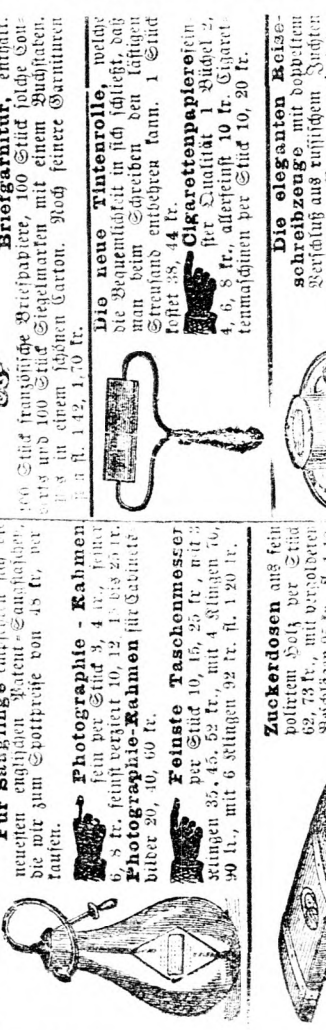 Für Säuglinge empfehlen wir die
neuesten englischen Patent-Saugflaschen,
die wir zum Spottpreise von 48 kr. ver
kaufen.
Photographie-Rahmen
fein per Stück 3, 4 kr., feiner
6, 8 kr. feinst verziert 10, 12, 15 bis 25 kr.
Photographie-Rahmen für Cabinets
bilder 20, 40, 60 kr.
Feinste Taschenmesser
per Stück 10, 15, 25 kr., mit 3
Klingen 35, 45, 52 kr., mit 4 Klingen 70,
90 kr., mit 6 Klingen 92 kr. fl. 1 20 kr.
Zuckerdosen aus fein
politirtem Holz per Stück
62, 73 kr., mit vergoldeten
Briefgarnitur, enthält:
100 Stück französische Briefpapiere, 100 Stück solche Cou-
verts und 100 Stück Siegelmarken mit einem Buchstaben.
in einem schönen Carton. Noch feinere Garnituren
fl. 1 42, 1.70 kr.
Die neue Tintenrolle, welche
die Bequemlichkeit in sich schließt, daß
man beim Schreiben den lästigen
Streusand entbehren kann. 1 Stück
kostet 38, 44 kr.
Cigarettenpapiere fein-
ster Qualität 1 Büchel 2,
4, 6, 8 kr., allerfeinst 10 kr. Cigaret-
tenmaschinen per Stück 10, 20 kr.
Die eleganten Reise-
schreibzeuge mit doppeltem
Verschluß aus russischem Juchten